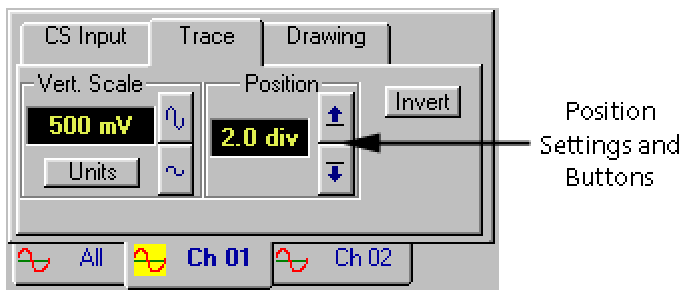 CS Input Trace Drawing
Vert. Scale Position
500 mV 2.0 div Invert
Units
Position
Settings and
Buttons
All Ch 01 Ch 02